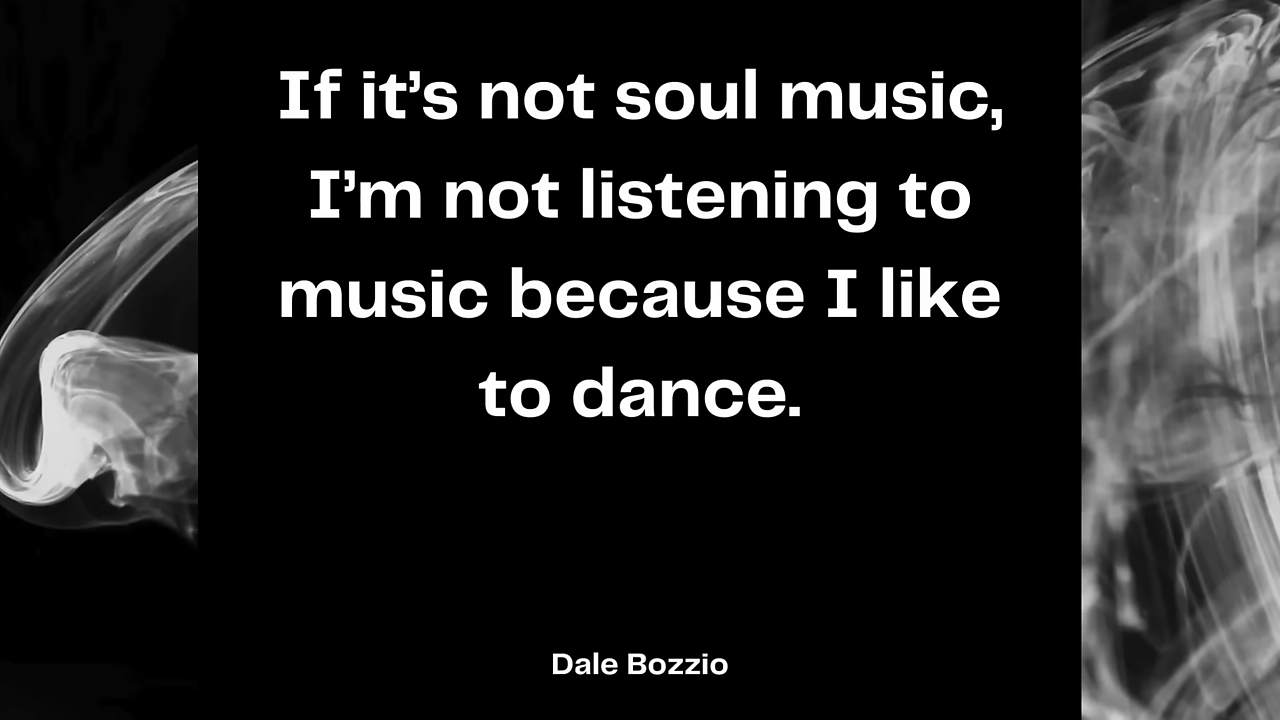 If it’s not soul music,
I’m not listening to
music because I like
to dance.
Dale Bozzio